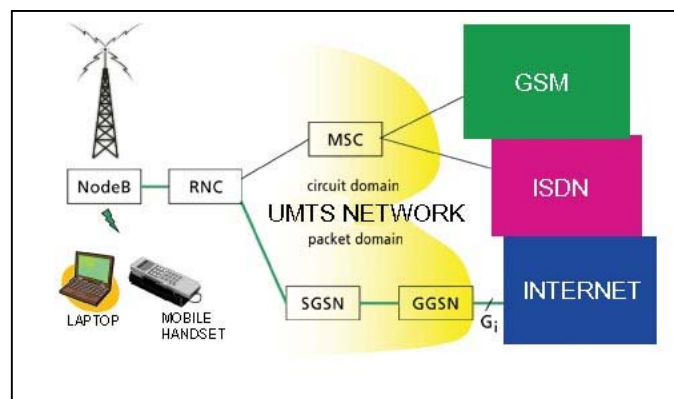 GSM
MSC
NodeB
RNC
circuit domain
ISDN
UMTS NETWORK
packet domain
INTERNET
SGSN
GGSN
Gi
LAPTOP
MOBILE
HANDSET